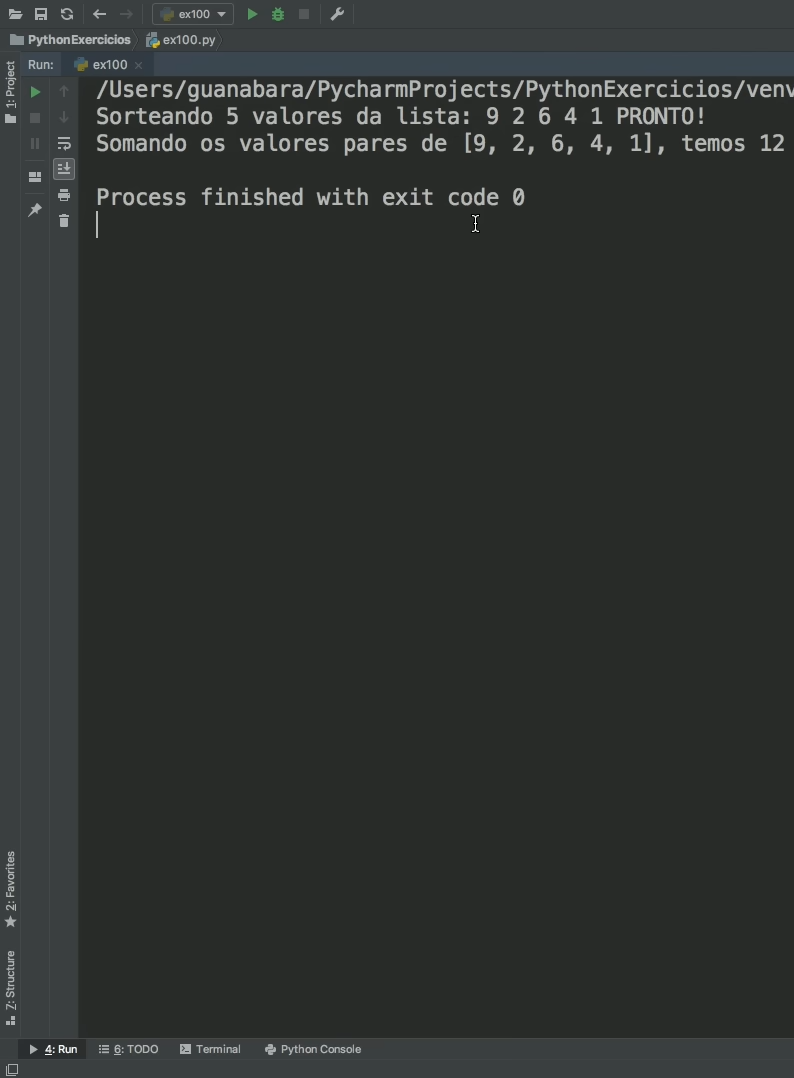 ex100
PythonExercicios
ex100.py
Run:
ex100
1: Project
/Users/guanabara/PycharmProjects/PythonExercicios/venv
Sorteando 5 valores da lista: 9 2 6 4 1 PRONTO!
Somando os valores pares de [9, 2, 6, 4, 1], temos 12
Process finished with exit code 0
2: Favorites
Z: Structure
4: Run
6: TODO
Terminal
Python Console